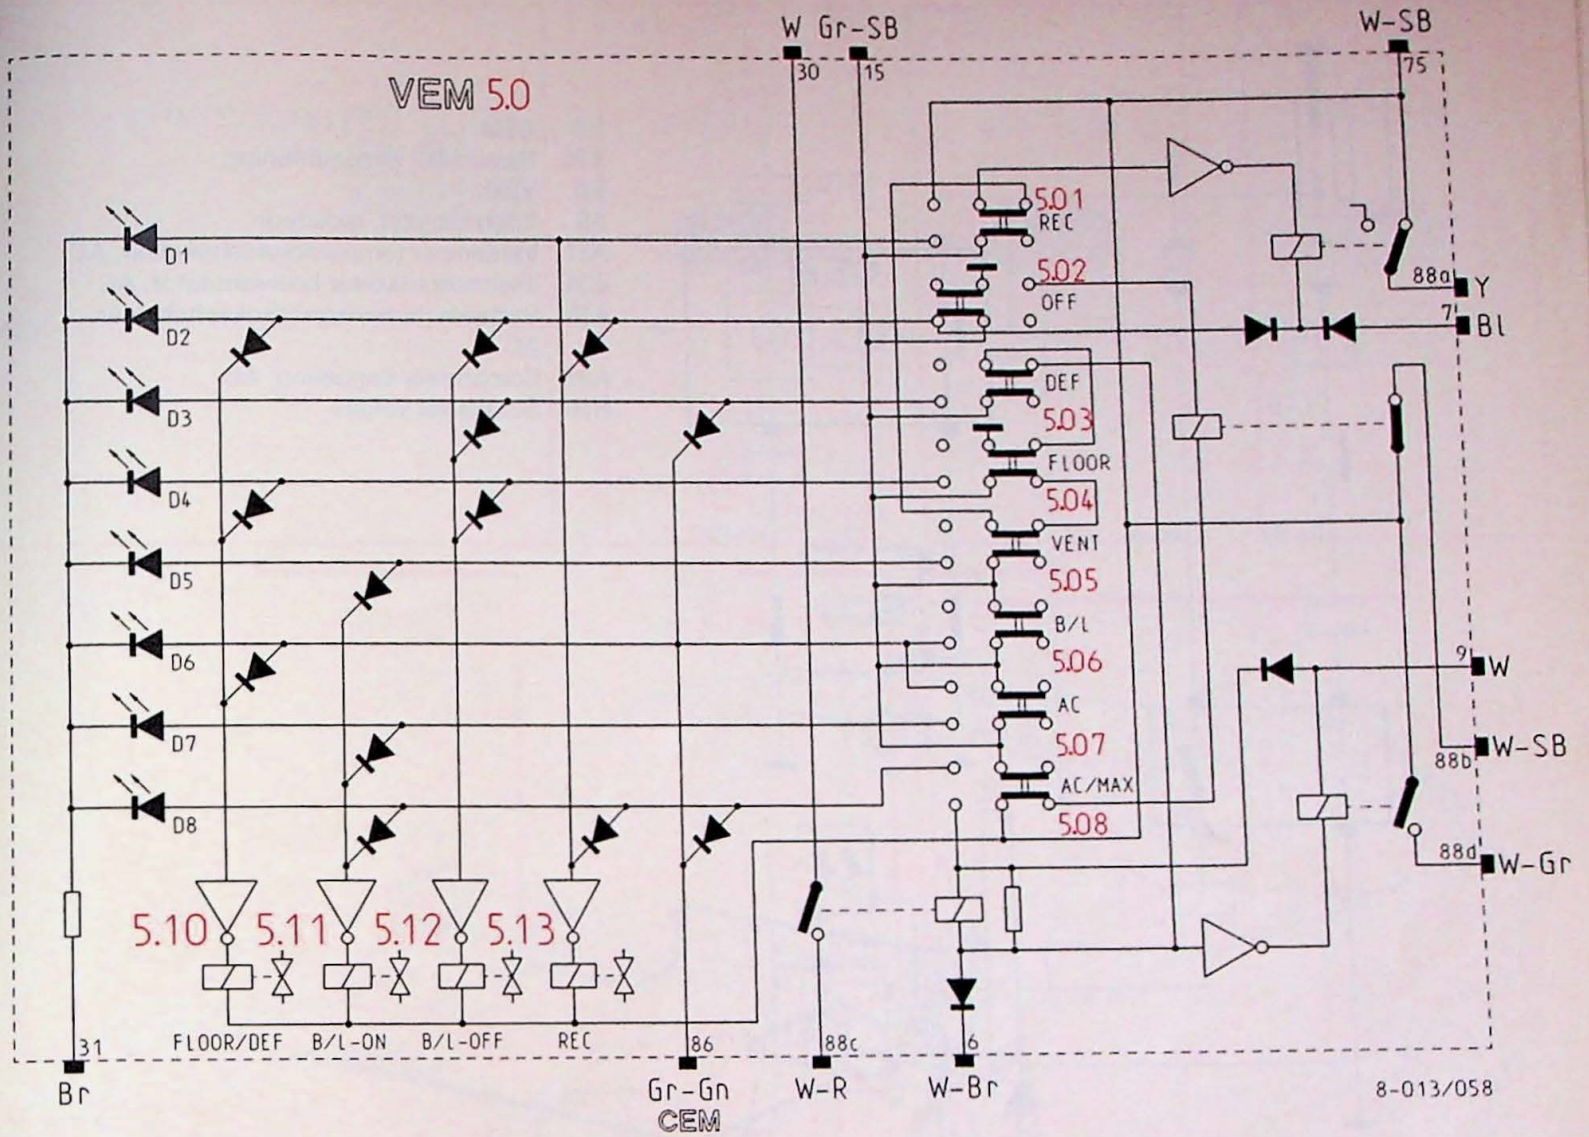 W Gr-SB W-SB
30 15 75
VEM 5.0
5.01
REC
D1
5.02
OFF
88a Y
7 Bl
D2
DEF
D3
5.03
FLOOR
D4
5.04
VENT
D5
5.05
B/L
D6
5.06
9 W
AC
D7
5.07
W-SB
88b
AC/MAX
D8
5.08
88d W-Gr
5.10 5.11 5.12 5.13
FLOOR/DEF B/L-ON B/L-OFF REC
31 86 88c 6
Br Gr-Gn W-R W-Br 8-013/058
CEM